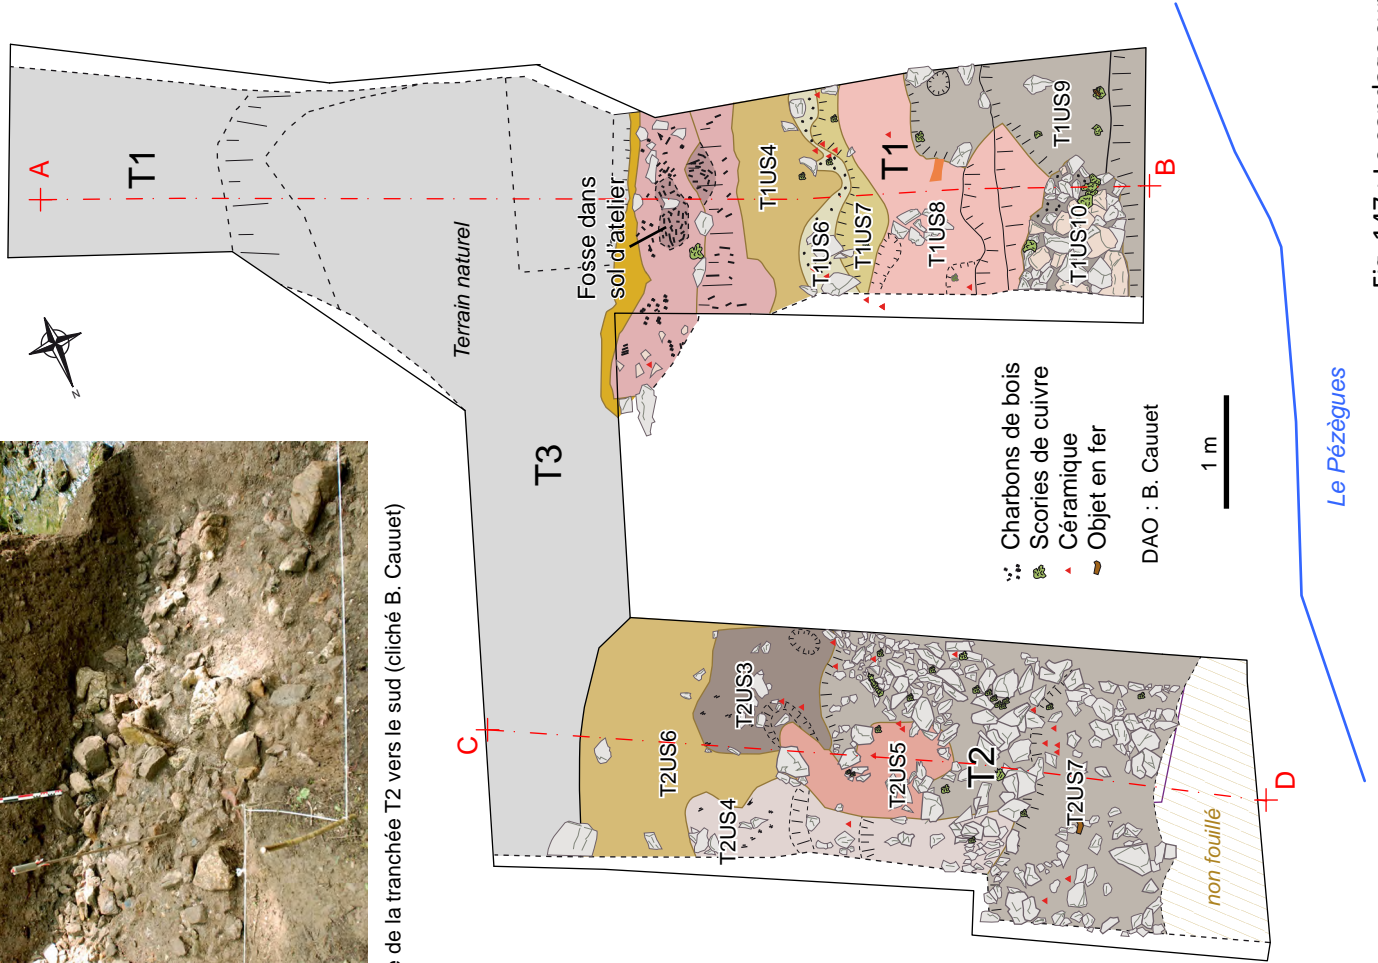 A
T1
Terrain naturel
Fosse dans
sol d'atelier
T1US4
T1US6
T1US7
T1
T1US8
T1US9
T1US10
B
N
T3
e de la tranchée T2 vers le sud (cliché B. Cauuet)
C
T2US6
T2US3
T2US4
T2US5
T2
T2US7
non fouillé
D
Charbons de bois
Scories de cuivre
Céramique
Objet en fer
DAO : B. Cauuet
1 m
Le Pézègues